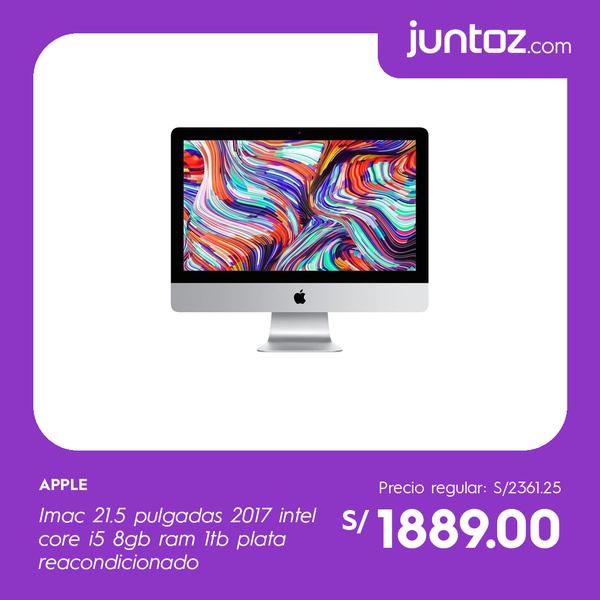 juntoz.com
APPLE
Imac 21.5 pulgadas 2017 intel
core i5 8gb ram 1tb plata
reacondicionado
Precio regular: S/2361.25
S/1889.00